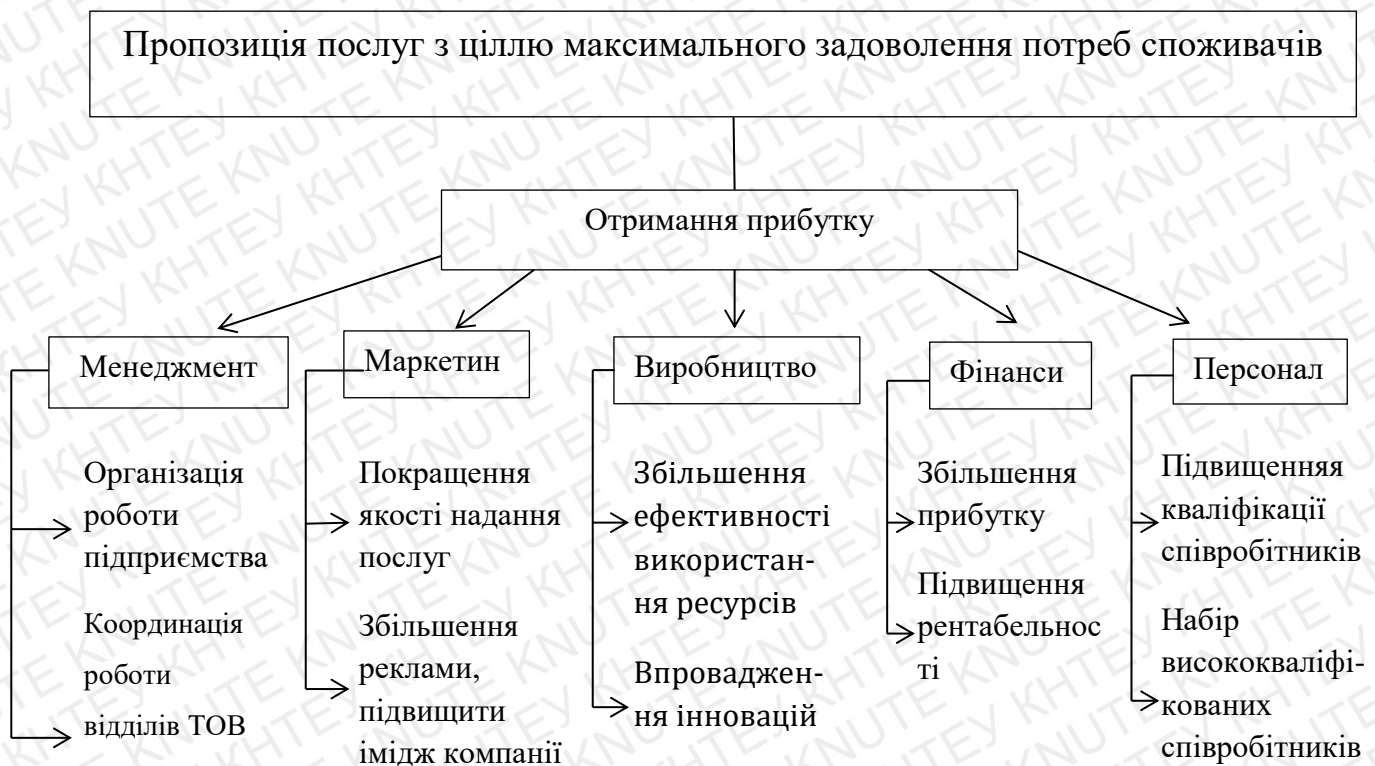 Пропозиція послуг з ціллю максимального задоволення потреб споживачів
Отримання прибутку
Менеджмент
Організація
роботи
підприємства
Координація
роботи
відділів ТОВ
Маркетин
Покращення
якості надання
послуг
Збільшення
реклами,
підвищити
імідж компанії
Виробництво
Збільшення
ефективності
використан-
ня ресурсів
Впроваджен-
ня інновацій
Фінанси
Збільшення
прибутку
Підвищення
рентабельнос
ті
Персонал
Підвищенняя
кваліфікації
співробітників
Набір
висококваліфі-
кованих
співробітників